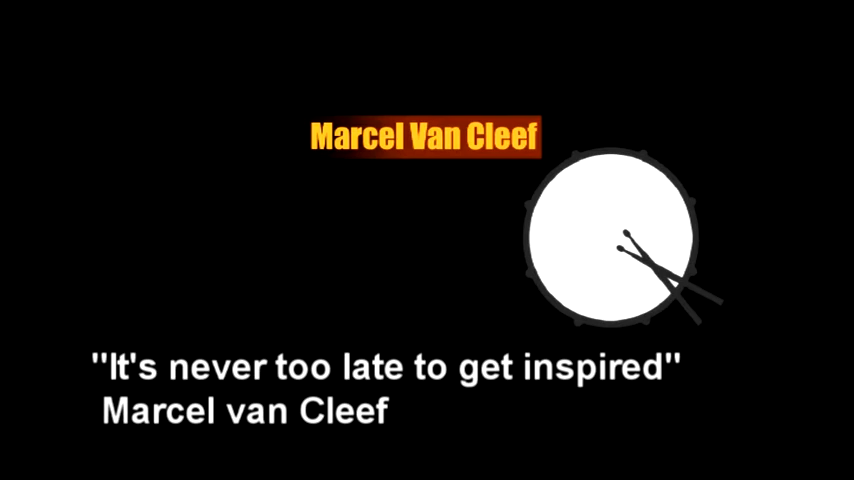 Marcel Van Cleef
"It's never too late to get inspired"
Marcel van Cleef